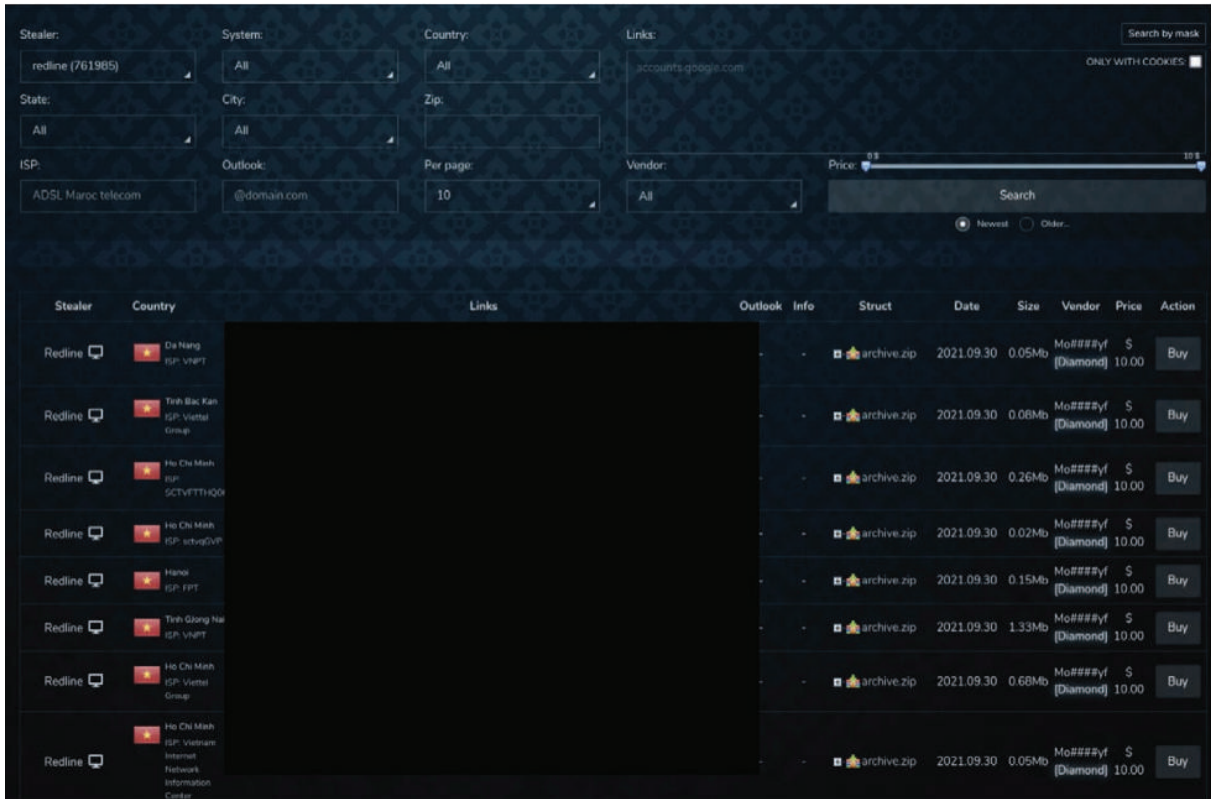 Stealer:
System:
Country:
Links:
Search by mask
redline (761985)
All
All
accounts.google.com
ONLY WITH COOKIES:
State:
City:
Zip:
All
All
ISP:
Outlook:
Per page:
Vendor:
Price:
0 $
10 $
ADSL Maroc telecom
@domain.com
10
All
Search
Newest
Older...
Stealer Country Links Outlook Info Struct Date Size Vendor Price Action
Redline Da Nang - - archive.zip 2021.09.30 0.05Mb Mo####yf $ Buy
ISP: VNPT [Diamond] 10.00
Redline Tinh Bac Kan - - archive.zip 2021.09.30 0.08Mb Mo####yf $ Buy
ISP: Viettel [Diamond] 10.00
Group
Redline Ho Chi Minh - - archive.zip 2021.09.30 0.26Mb Mo####yf $ Buy
ISP: [Diamond] 10.00
Redline Ho Chi Minh - - archive.zip 2021.09.30 0.02Mb Mo####yf $ Buy
ISP: sctvqGVP [Diamond] 10.00
Redline Hanoi - - archive.zip 2021.09.30 0.15Mb Mo####yf $ Buy
ISP: FPT [Diamond] 10.00
Redline Tinh GJong Nai - - archive.zip 2021.09.30 1.33Mb Mo####yf $ Buy
ISP: VNPT [Diamond] 10.00
Redline Ho Chi Minh - - archive.zip 2021.09.30 0.68Mb Mo####yf $ Buy
ISP: Viettel [Diamond] 10.00
Group
Redline Ho Chi Minh - - archive.zip 2021.09.30 0.05Mb Mo####yf $ Buy
ISP: Vietnam [Diamond] 10.00
Internet
Network
Information
Center